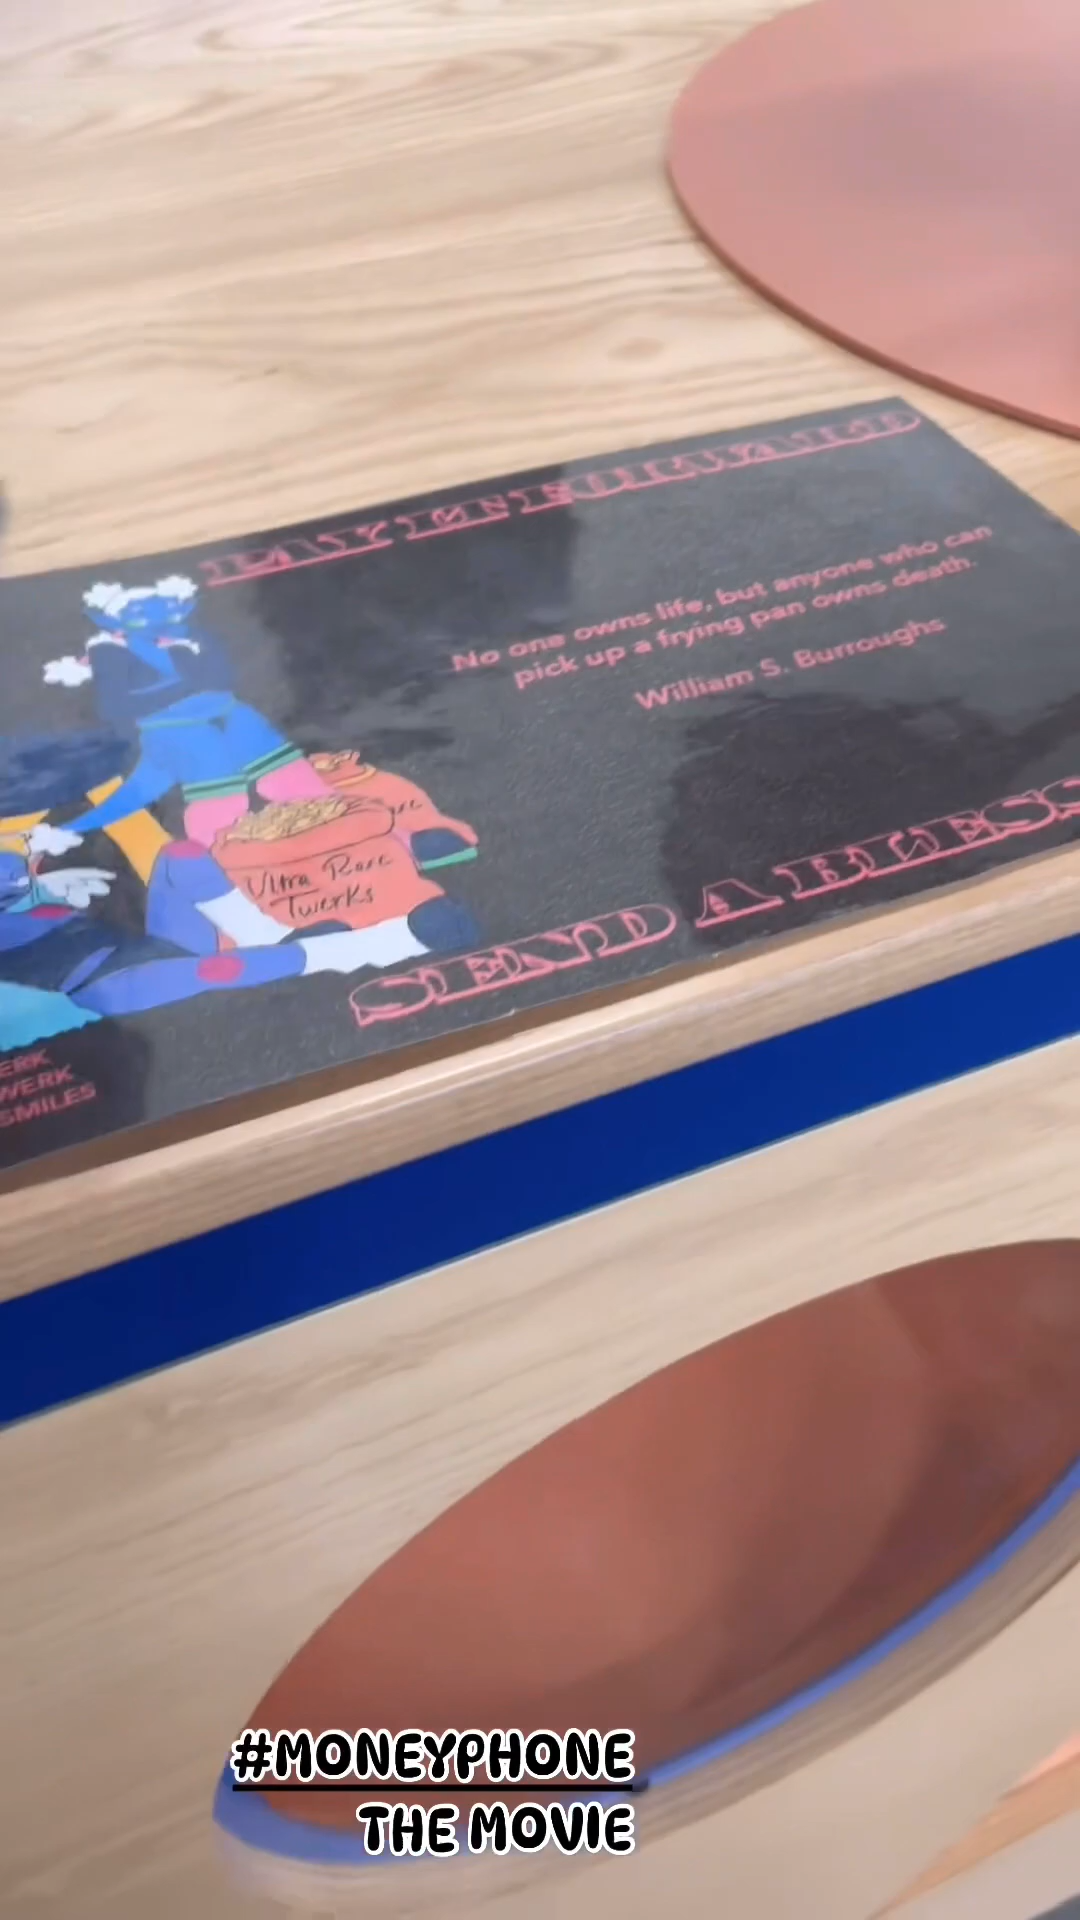 PAY IT FORWARD
No one owns life, but anyone who can
pick up a frying pan owns death.
William S. Burroughs
Ultra Rare
Twerks
SEND A BLESS
ERK
WERK
SMILES
#MONEYPHONE
THE MOVIE